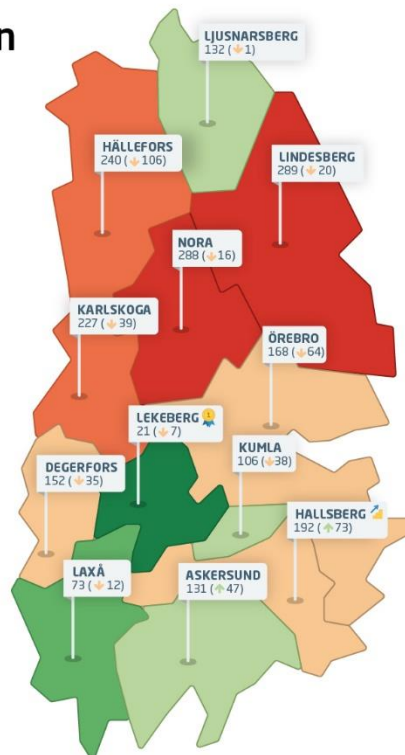 n
LJUSNARSBERG
132 (↓1)
HÄLLEFORS
240 (↓106)
LINDESBERG
289 (↓20)
NORA
288 (↓16)
KARLSKOGA
227 (↓39)
ÖREBRO
168 (↓64)
LEKEBERG
21 (↓7)
KUMLA
106 (↓38)
DEGERFORS
152 (↓35)
HALLSBERG
192 (↑73)
LAXÅ
73 (↓12)
ASKERSUND
131 (↑47)